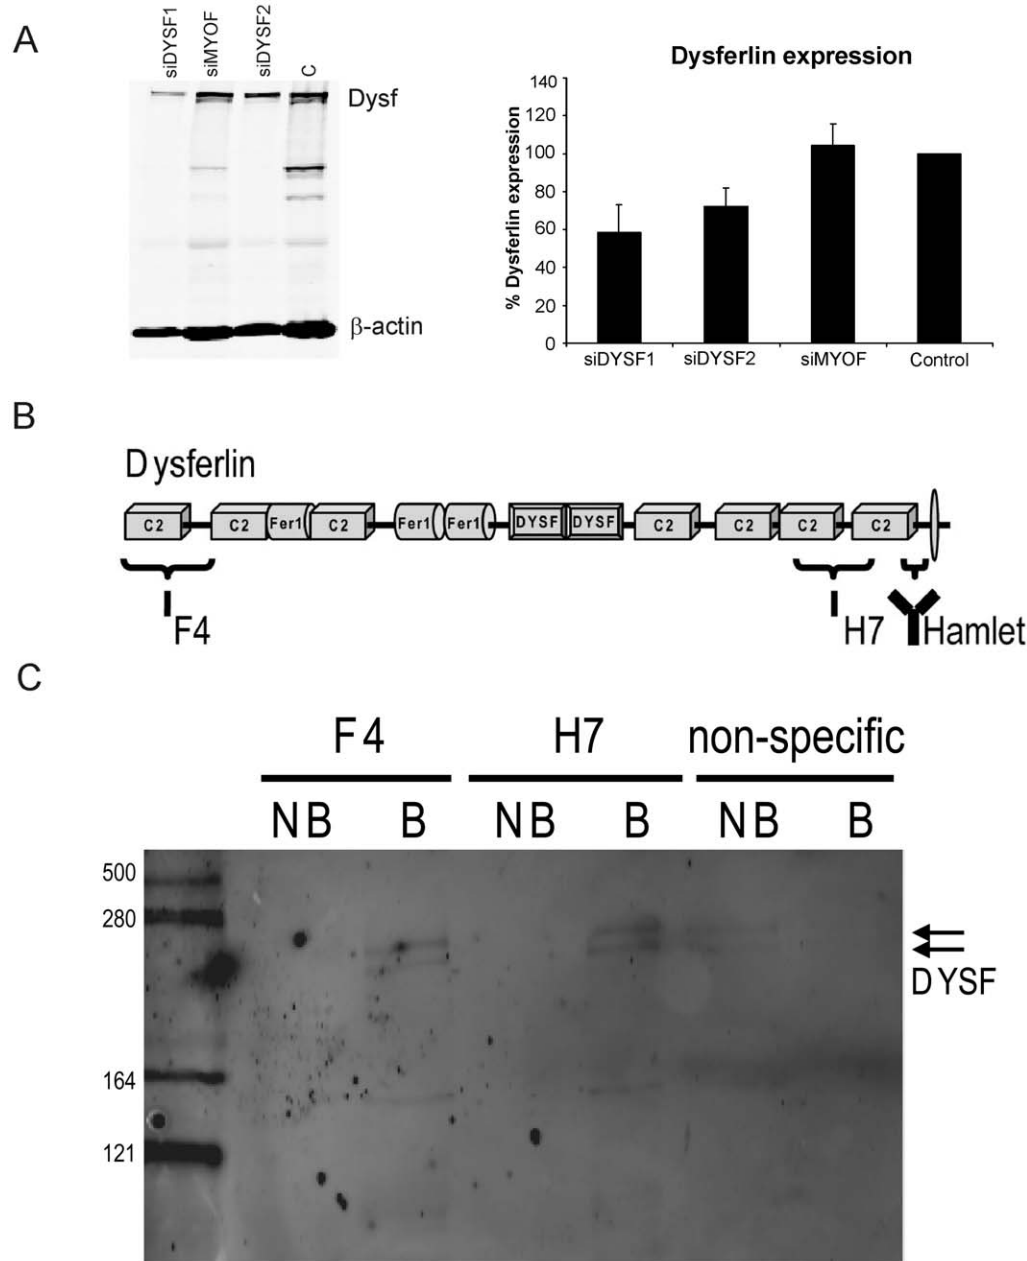 A
siDYSF1
siMYOF
siDYSF2
C
Dysf
β-actin
Dysferlin expression
% Dysferlin expression
140
120
100
80
60
40
20
0
siDYSF1
siDYSF2
siMYOF
Control
B
Dysferlin
C2
C2
Fer1
C2
Fer1
Fer1
DYSF
DYSF
C2
C2
C2
C2
F4
H7
Hamlet
C
F4
H7
non-specific
NB
B
NB
B
NB
B
500
280
164
121
DYSF